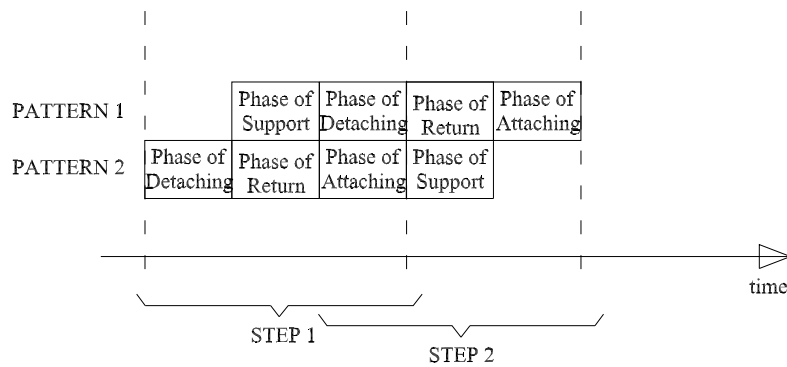 PATTERN 1
Phase of
Support
Phase of
Detaching
Phase of
Return
Phase of
Attaching
PATTERN 2
Phase of
Detaching
Phase of
Return
Phase of
Attaching
Phase of
Support
time
STEP 1
STEP 2